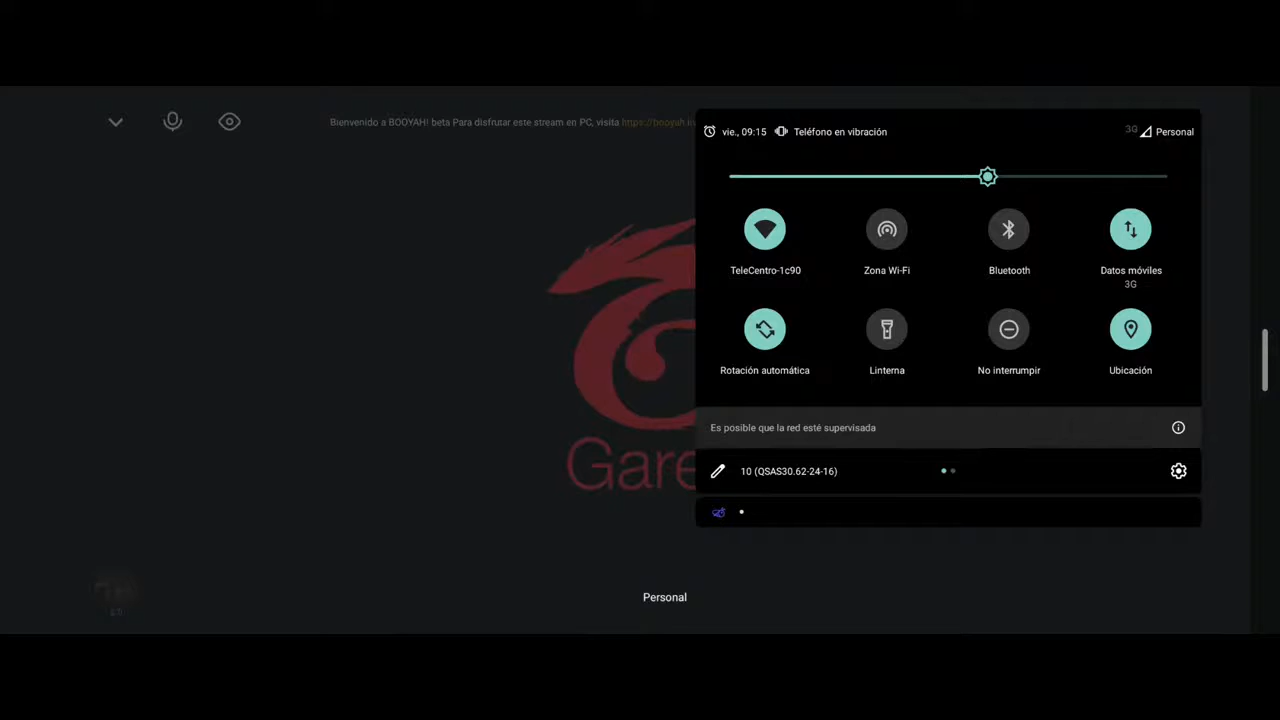 Bienvenido a BOOYAH! beta Para disfrutar este stream en PC, visita https://booyah.li
vie., 09:15 Teléfono en vibración 3G Personal
TeleCentro-1c90 Zona Wi-Fi Bluetooth Datos móviles
3G
Rotación automática Linterna No interrumpir Ubicación
Gare
Es posible que la red esté supervisada
10 (QSAS30.62-24-16)
Personal